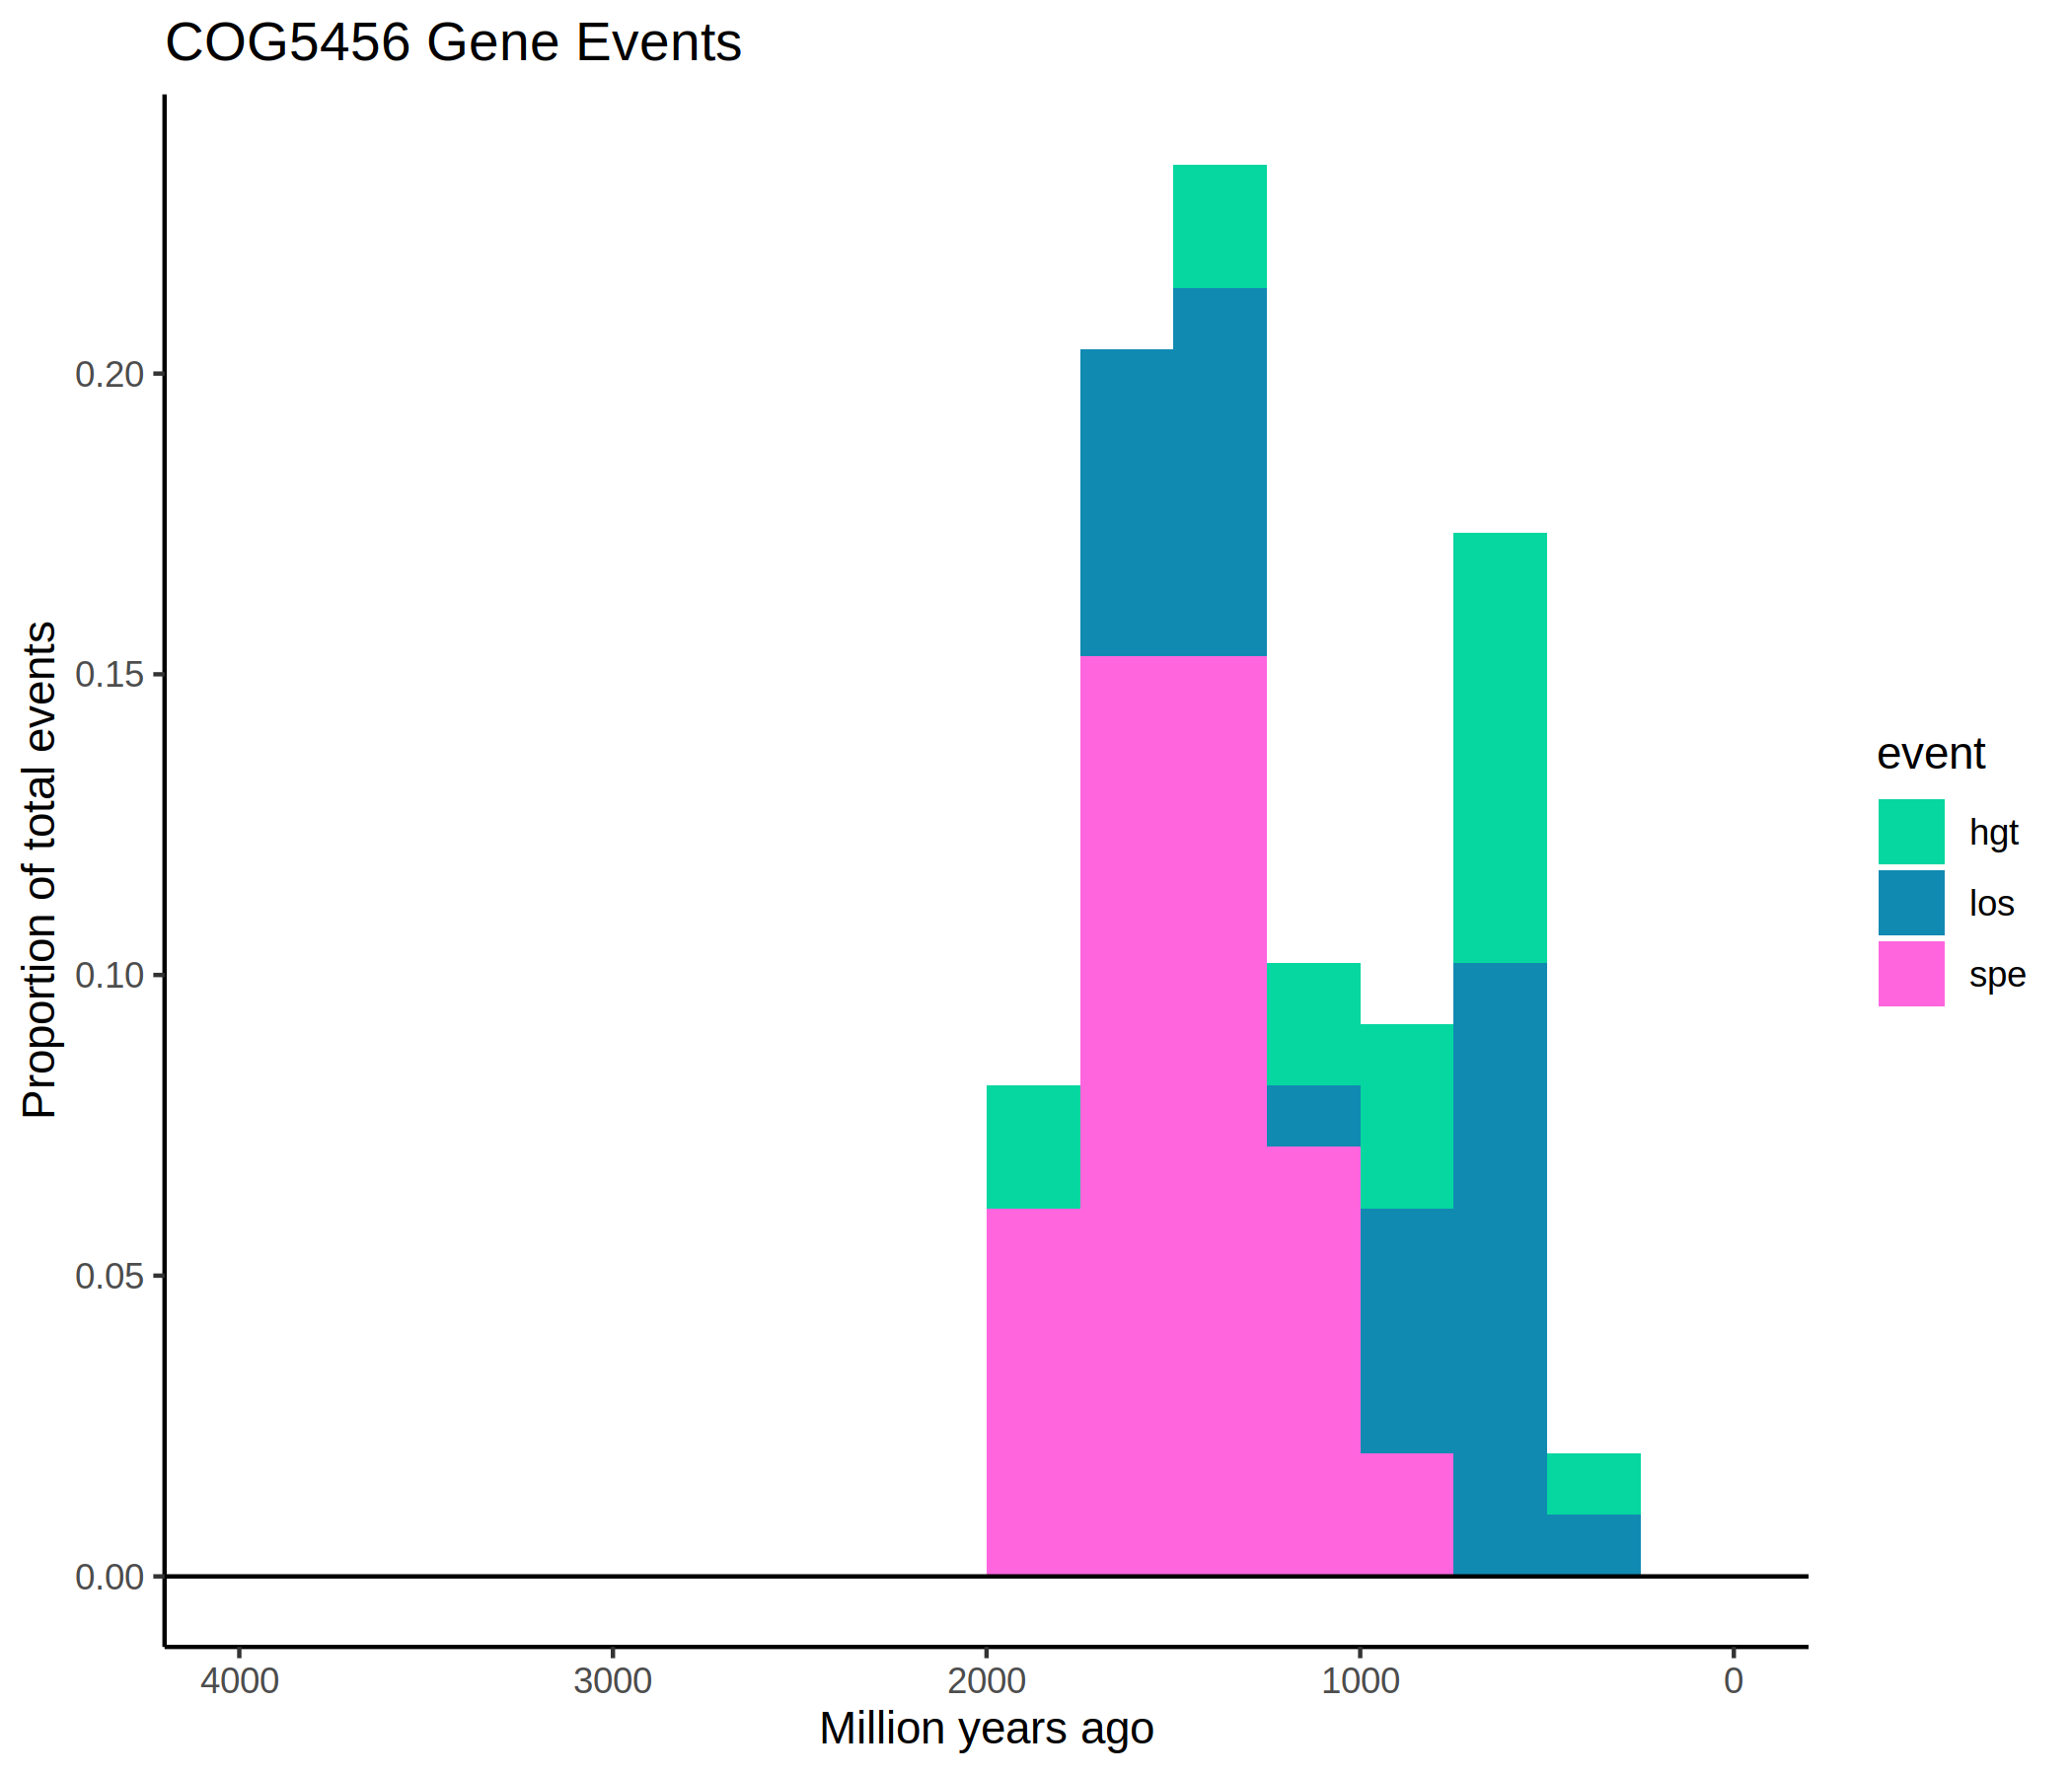 COG5456 Gene Events
Proportion of total events
0.20
0.15
0.10
0.05
0.00
4000 3000 2000 1000 0
Million years ago
event
hgt
los
spe